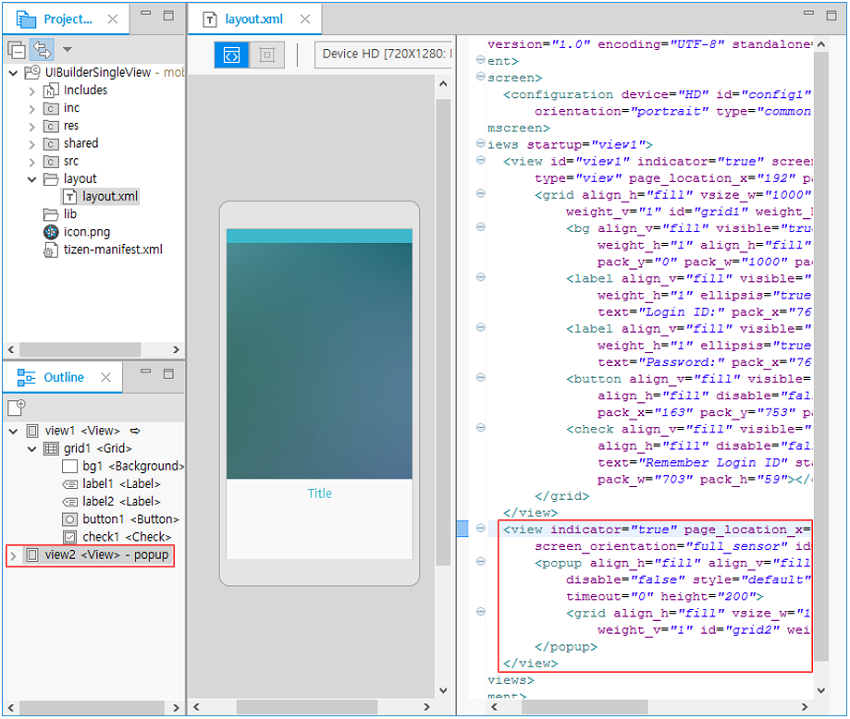 Project...
layout.xml
Device HD [720X1280:
UIBuilderSingleView - mob
Includes
inc
res
shared
src
layout
layout.xml
lib
icon.png
tizen-manifest.xml
Outline
view1 <View>
grid1 <Grid>
bg1 <Background>
label1 <Label>
label2 <Label>
button1 <Button>
check1 <Check>
view2 <View> - popup
Title
version="1.0" encoding="UTF-8" standalone
ent>
screen>
<configuration device="HD" id="config1"
orientation="portrait" type="common
mscreen>
iews startup="view1">
<view id="view1" indicator="true" scree
type="view" page_location_x="192" pa
<grid align_h="fill" vsize_w="1000"
weight_v="1" id="grid1" weight_h
<bg align_v="fill" visible="tru
weight_h="1" align_h="fill"
pack_y="0" pack_w="1000" pac
<label align_v="fill" visible="
weight_h="1" ellipsis="true
text="Login ID:" pack_x="76
<label align_v="fill" visible="
weight_h="1" ellipsis="true
text="Password:" pack_x="76
<button align_v="fill" visible=
align_h="fill" disable="fal
pack_x="163" pack_y="753" pa
<check align_v="fill" visible="
align_h="fill" disable="fal
text="Remember Login ID" sta
pack_w="703" pack_h="59"></
</grid>
</view>
<view indicator="true" page_location_x=
screen_orientation="full_sensor" id
<popup align_h="fill" align_v="fill
disable="false" style="default"
timeout="0" height="200">
<grid align_h="fill" vsize_w="1
weight_v="1" id="grid2" wei
</popup>
</view>
views>
ment>